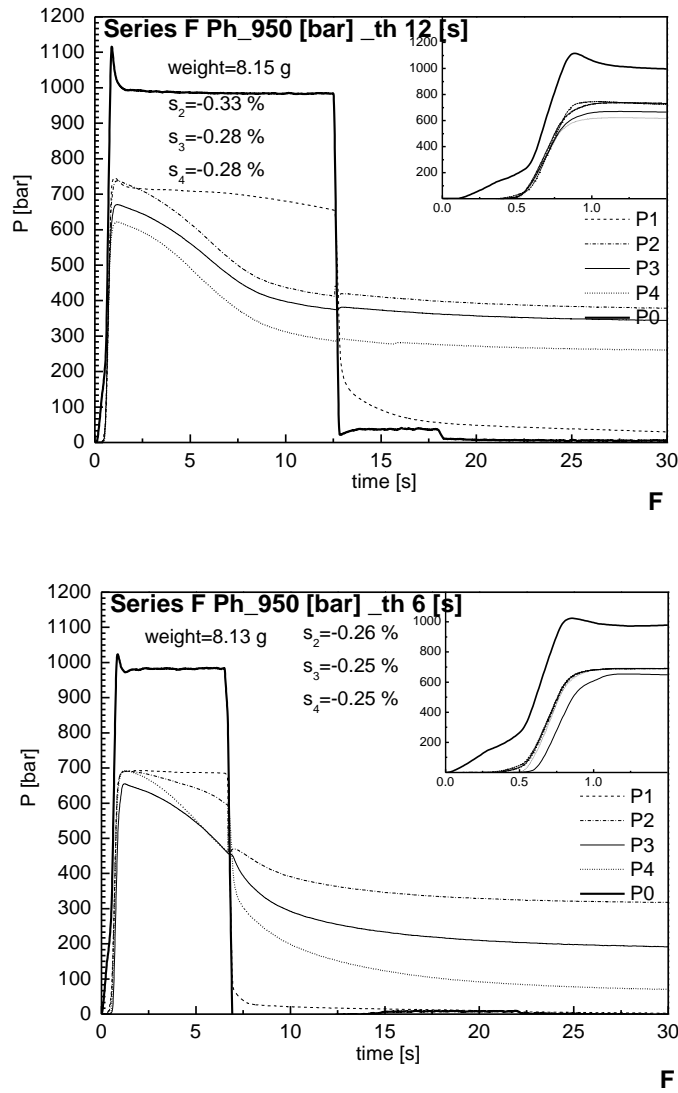 Series F Ph_950 [bar] _th 12 [s]
weight=8.15 g
s2=-0.33 %
s3=-0.28 %
s4=-0.28 %
P [bar]
1200
1100
1000
900
800
700
600
500
400
300
200
100
0
0 5 10 15 20 25 30
time [s]
1200
1000
800
600
400
200
0.0 0.5 1.0
P1
P2
P3
P4
P0
F
Series F Ph_950 [bar] _th 6 [s]
weight=8.13 g
s2=-0.26 %
s3=-0.25 %
s4=-0.25 %
P [bar]
1200
1100
1000
900
800
700
600
500
400
300
200
100
0
0 5 10 15 20 25 30
time [s]
1000
800
600
400
200
0.0 0.5 1.0
P1
P2
P3
P4
P0
F